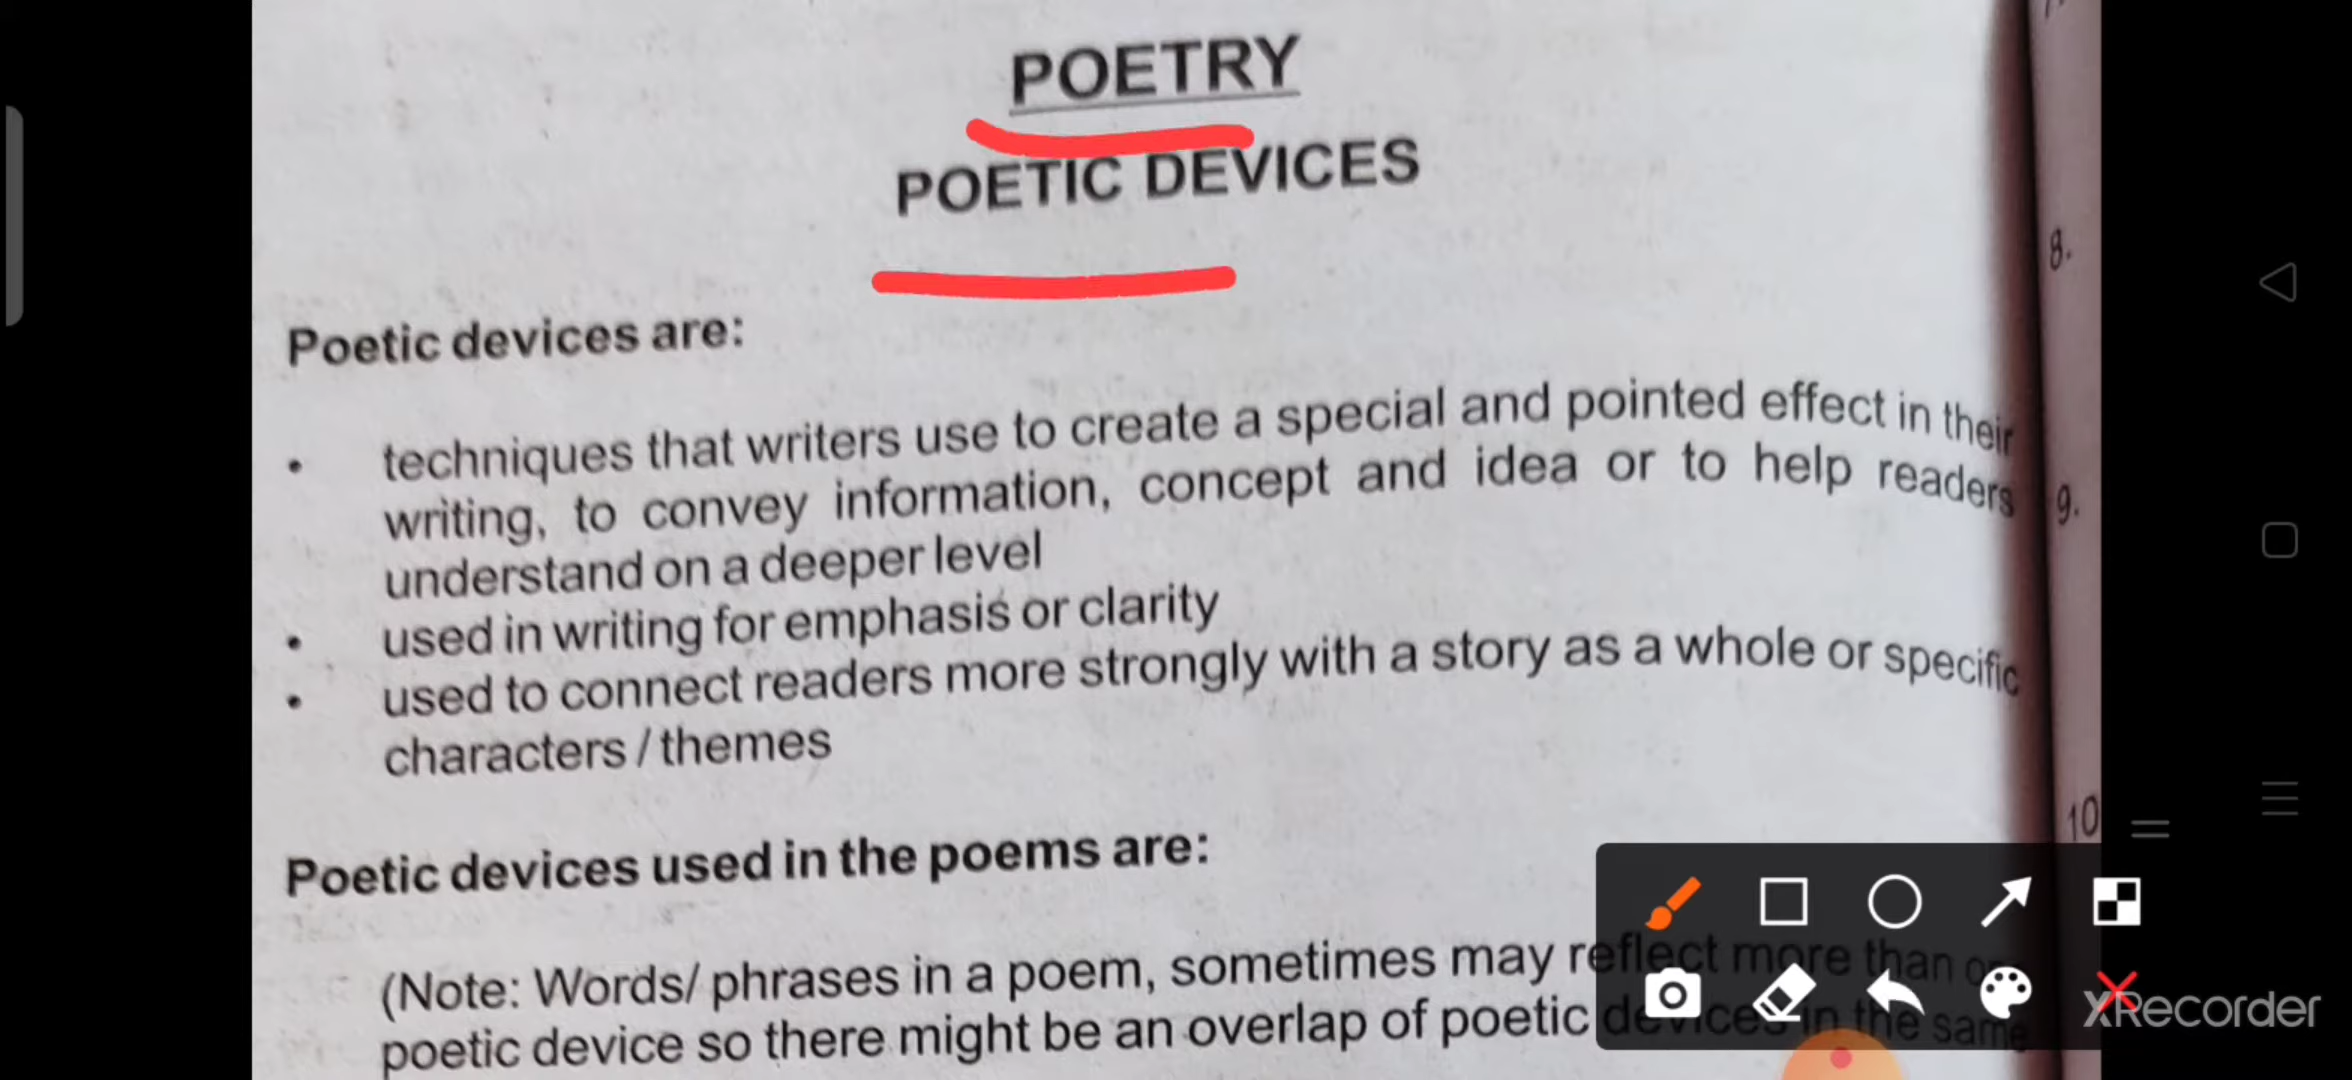 POETRY
POETIC DEVICES
Poetic devices are:
• techniques that writers use to create a special and pointed effect in their
writing, to convey information, concept and idea or to help readers
understand on a deeper level
• used in writing for emphasis or clarity
• used to connect readers more strongly with a story as a whole or specific
characters / themes
Poetic devices used in the poems are:
(Note: Words/ phrases in a poem, sometimes may reflect more than
poetic device so there might be an overlap of poetic devices in the same
8.
9.
10
XRecorder